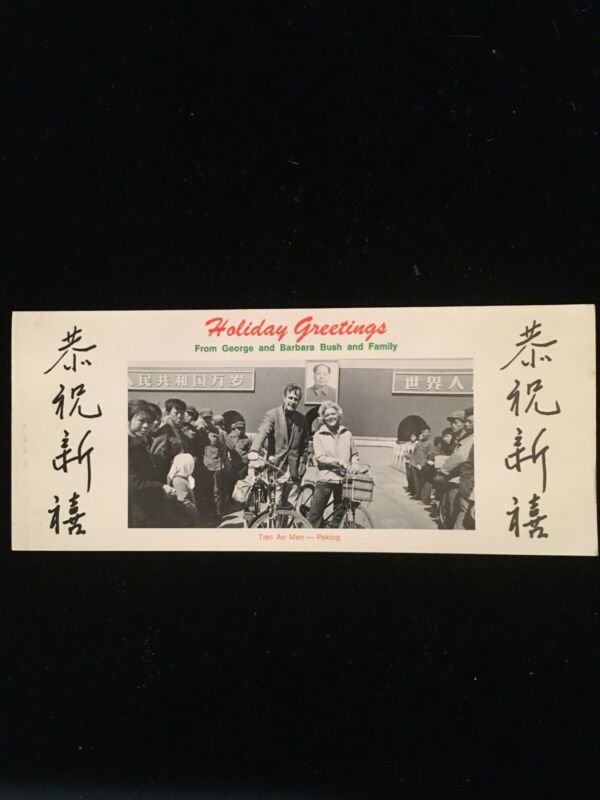 Holiday Greetings
From George and Barbara Bush and Family
恭祝新禧
人民共和国万岁
世界人
恭祝新禧
Tien An Men — Peking